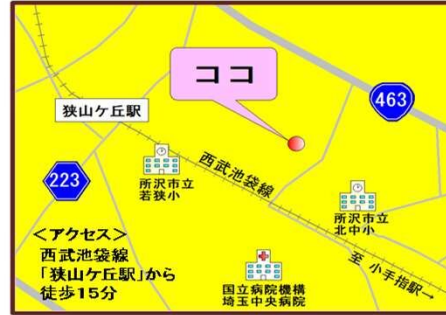 ココ
463
狭山ケ丘駅
223
所沢市立
若狭小
西武池袋線
所沢市立
北中小
至 小手指駅→
<アクセス>
西武池袋線
「狭山ケ丘駅」から
徒歩15分
国立病院機構
埼玉中央病院